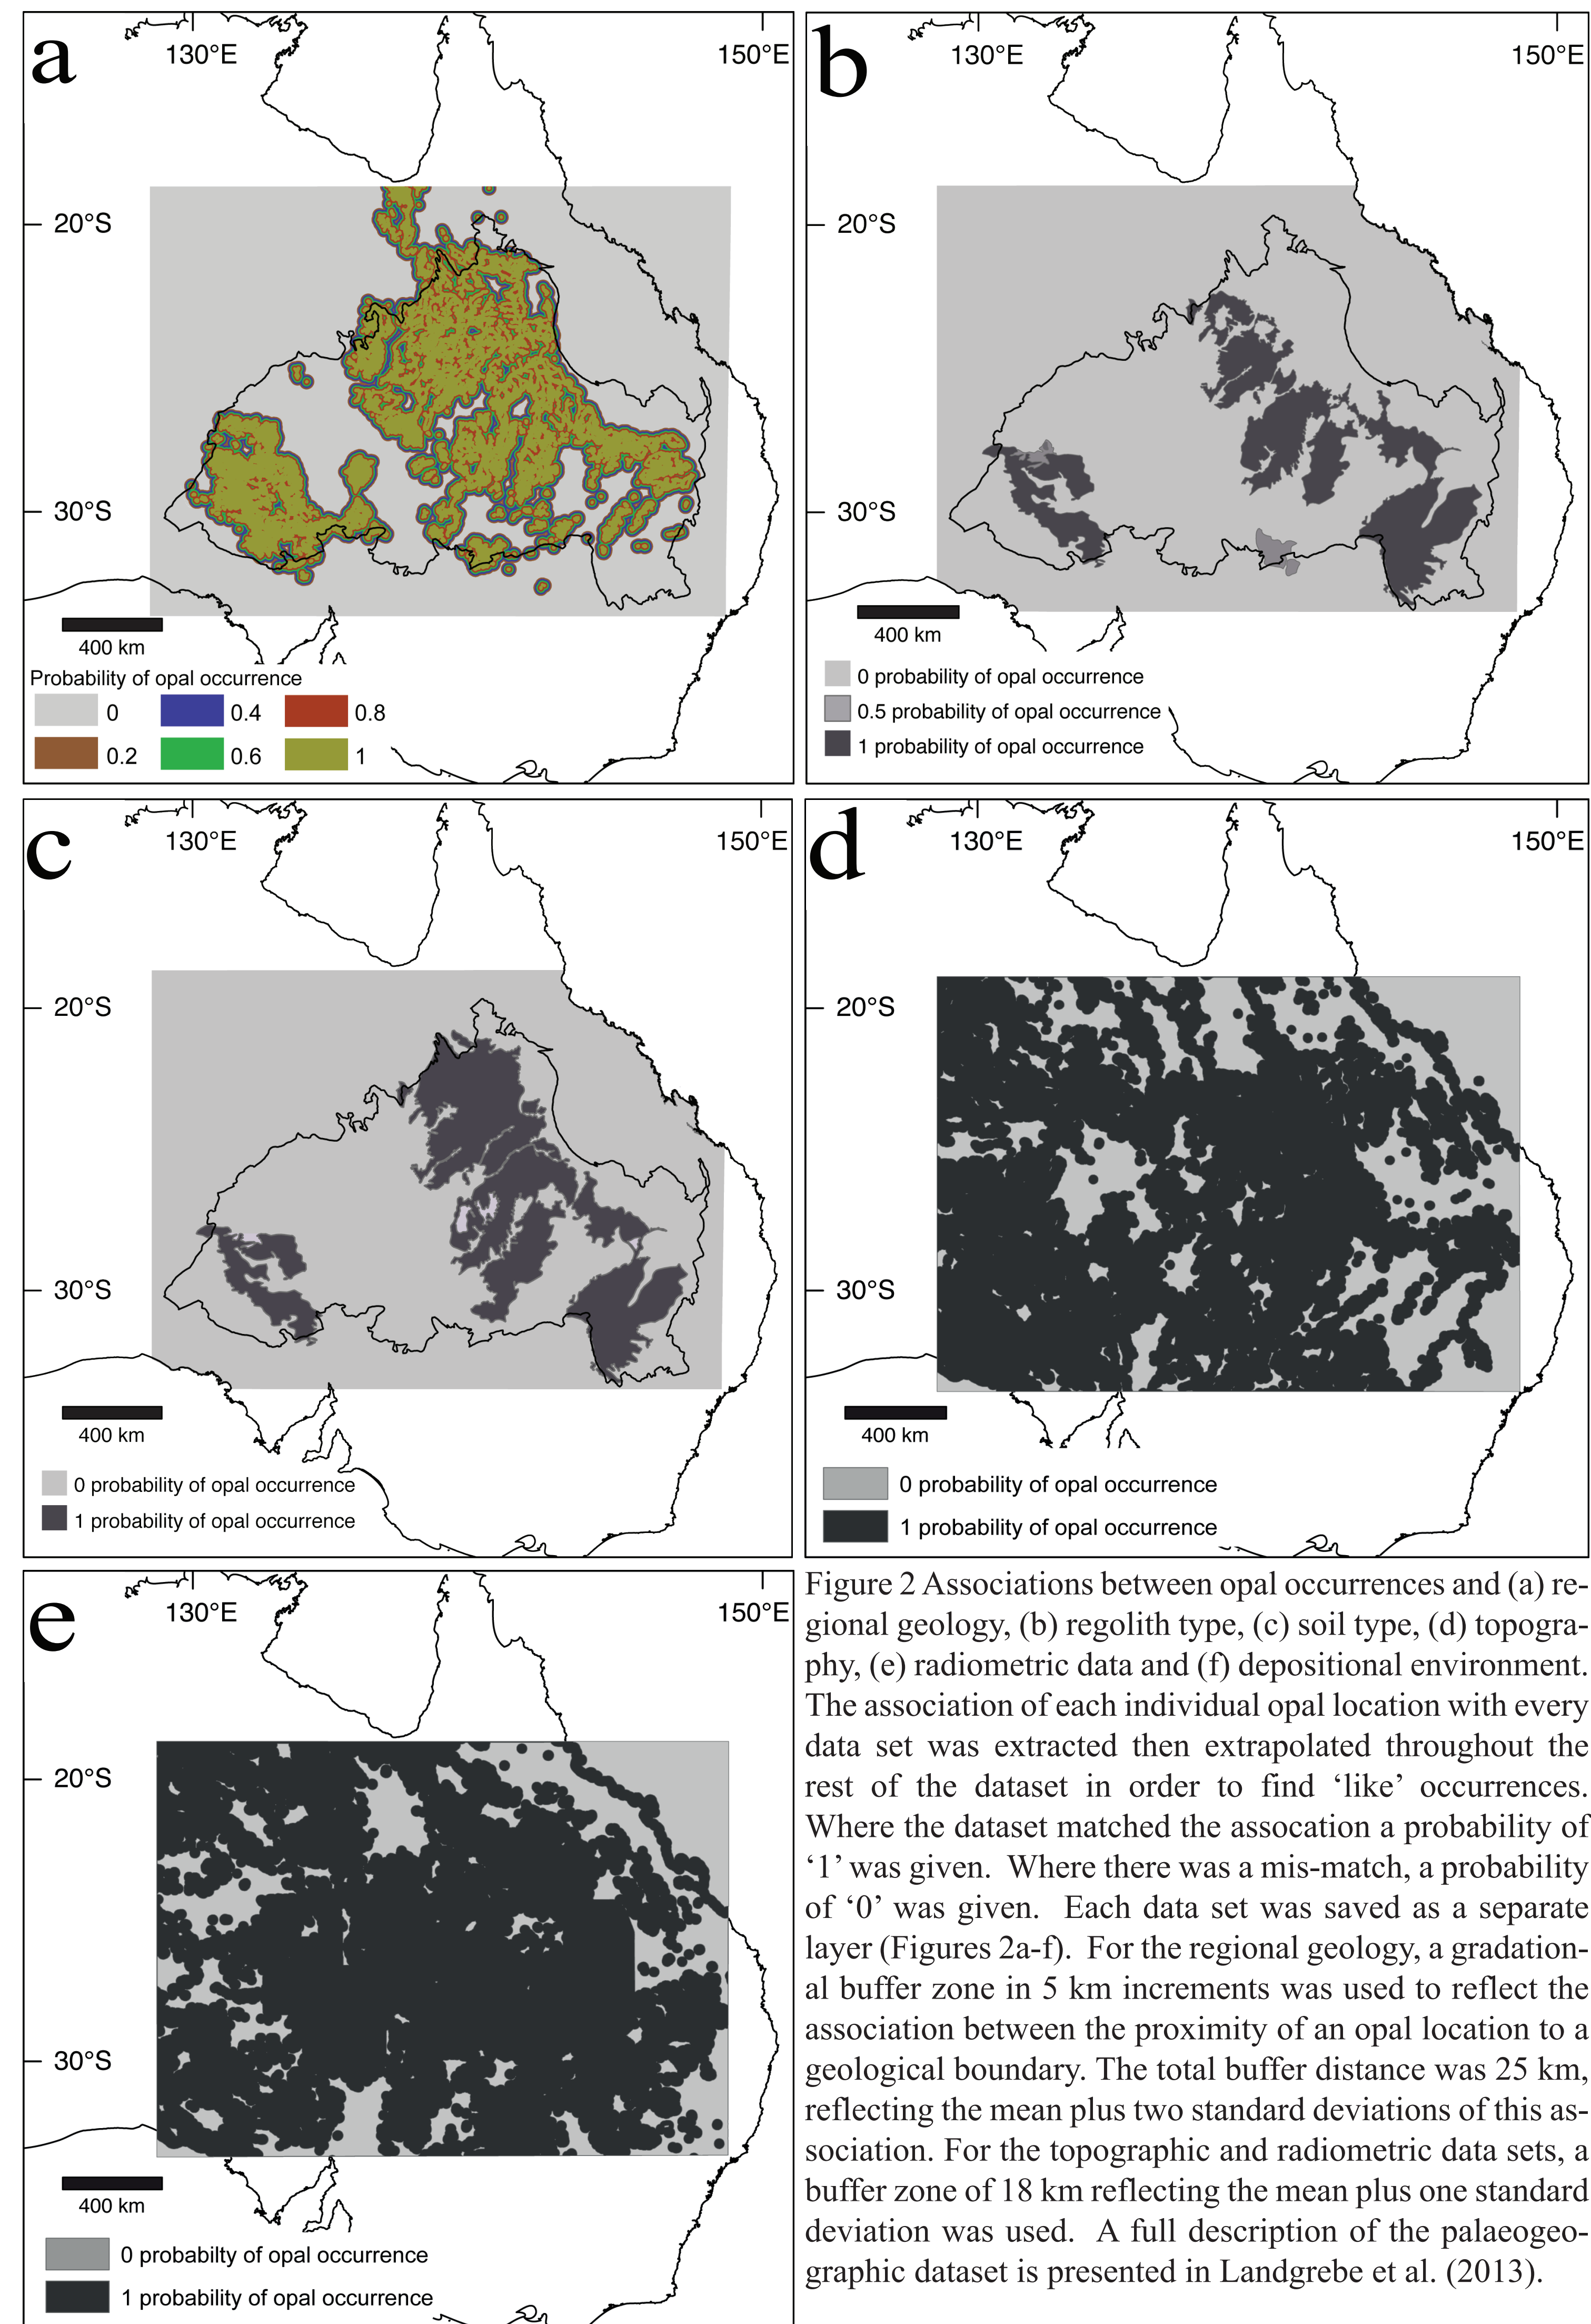 a
130°E
150°E
20°S
30°S
400 km
Probability of opal occurrence
0
0.4
0.8
0.2
0.6
1
b
130°E
150°E
20°S
30°S
400 km
0 probability of opal occurrence
0.5 probability of opal occurrence
1 probability of opal occurrence
c
130°E
150°E
20°S
30°S
400 km
0 probability of opal occurrence
1 probability of opal occurrence
d
130°E
150°E
20°S
30°S
400 km
0 probability of opal occurrence
1 probability of opal occurrence
e
130°E
150°E
20°S
30°S
400 km
0 probabilty of opal occurrence
1 probability of opal occurrence
Figure 2 Associations between opal occurrences and (a) re-
gional geology, (b) regolith type, (c) soil type, (d) topogra-
phy, (e) radiometric data and (f) depositional environment.
The association of each individual opal location with every
data set was extracted then extrapolated throughout the
rest of the dataset in order to find ‘like’ occurrences.
Where the dataset matched the assocation a probability of
‘1’ was given. Where there was a mis-match, a probability
of ‘0’ was given. Each data set was saved as a separate
layer (Figures 2a-f). For the regional geology, a gradation-
al buffer zone in 5 km increments was used to reflect the
association between the proximity of an opal location to a
geological boundary. The total buffer distance was 25 km,
reflecting the mean plus two standard deviations of this as-
sociation. For the topographic and radiometric data sets, a
buffer zone of 18 km reflecting the mean plus one standard
deviation was used. A full description of the palaeogeo-
graphic dataset is presented in Landgrebe et al. (2013).